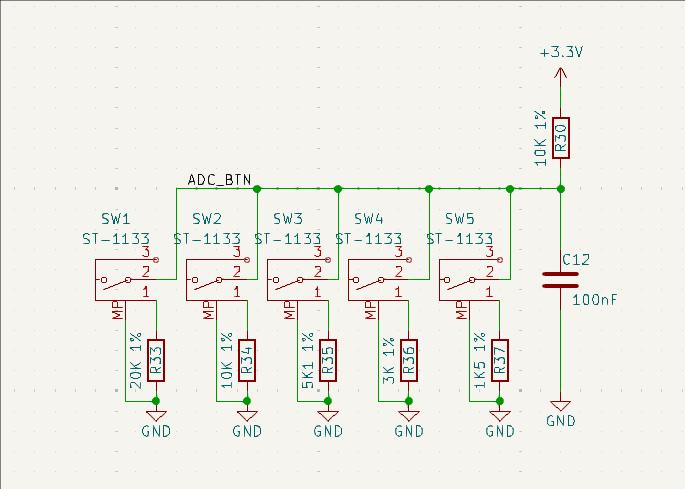 +3.3V
10K 1%
R30
ADC_BTN
SW1
SW2
SW3
SW4
SW5
ST-1133
ST-1133
ST-1133
ST-1133
ST-1133
3
2
1
3
2
1
3
2
1
3
2
1
3
2
1
C12
100nF
MP
MP
MP
MP
MP
20K 1%
R33
10K 1%
R34
5K1 1%
R35
3K 1%
R36
1K5 1%
R37
GND
GND
GND
GND
GND
GND